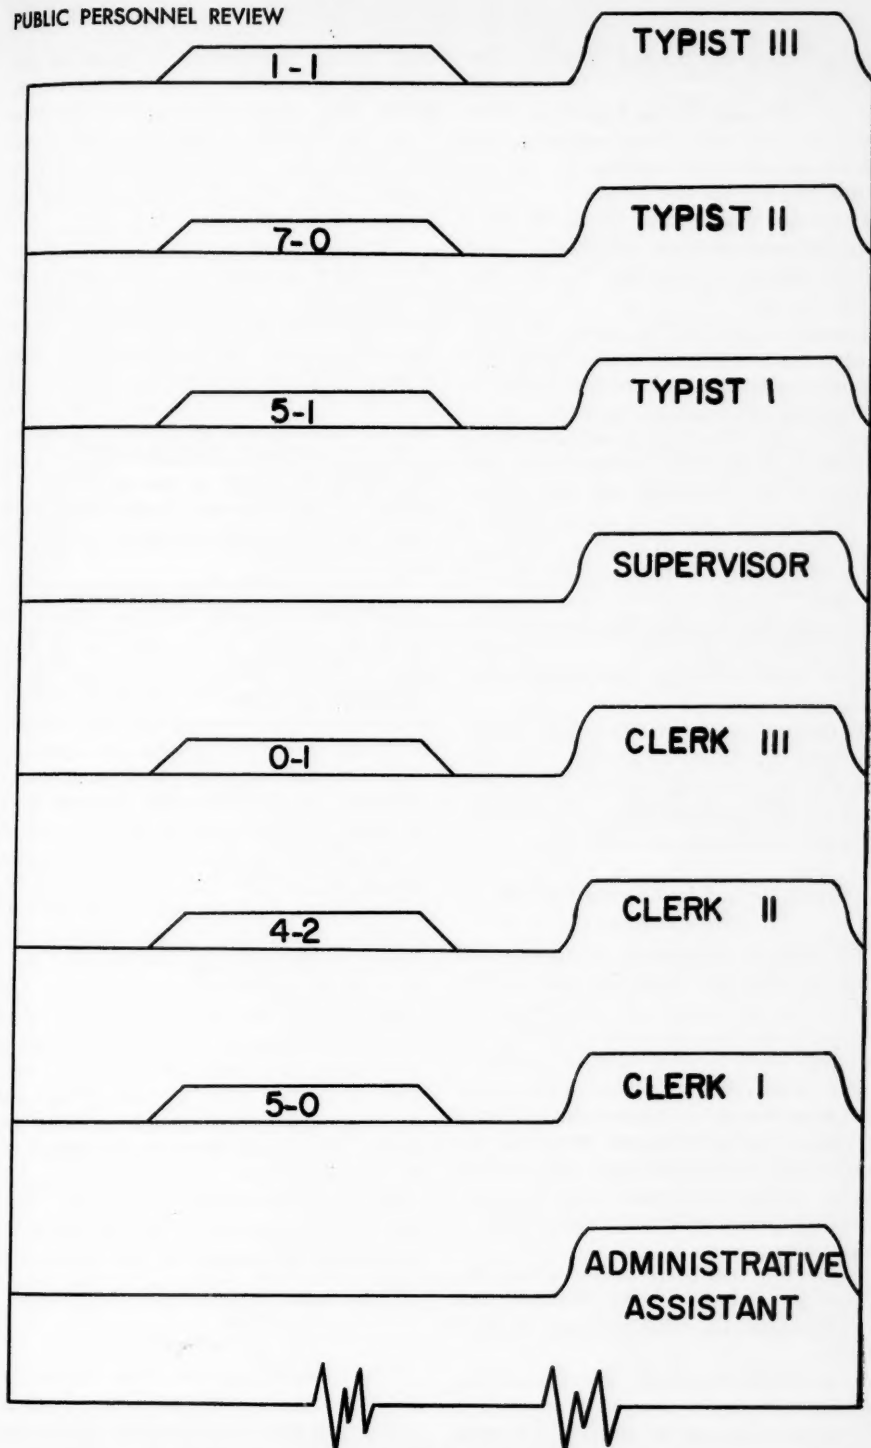 PUBLIC PERSONNEL REVIEW
1-1
TYPIST III
7-0
TYPIST II
5-1
TYPIST I
SUPERVISOR
0-1
CLERK III
4-2
CLERK II
5-0
CLERK I
ADMINISTRATIVE
ASSISTANT